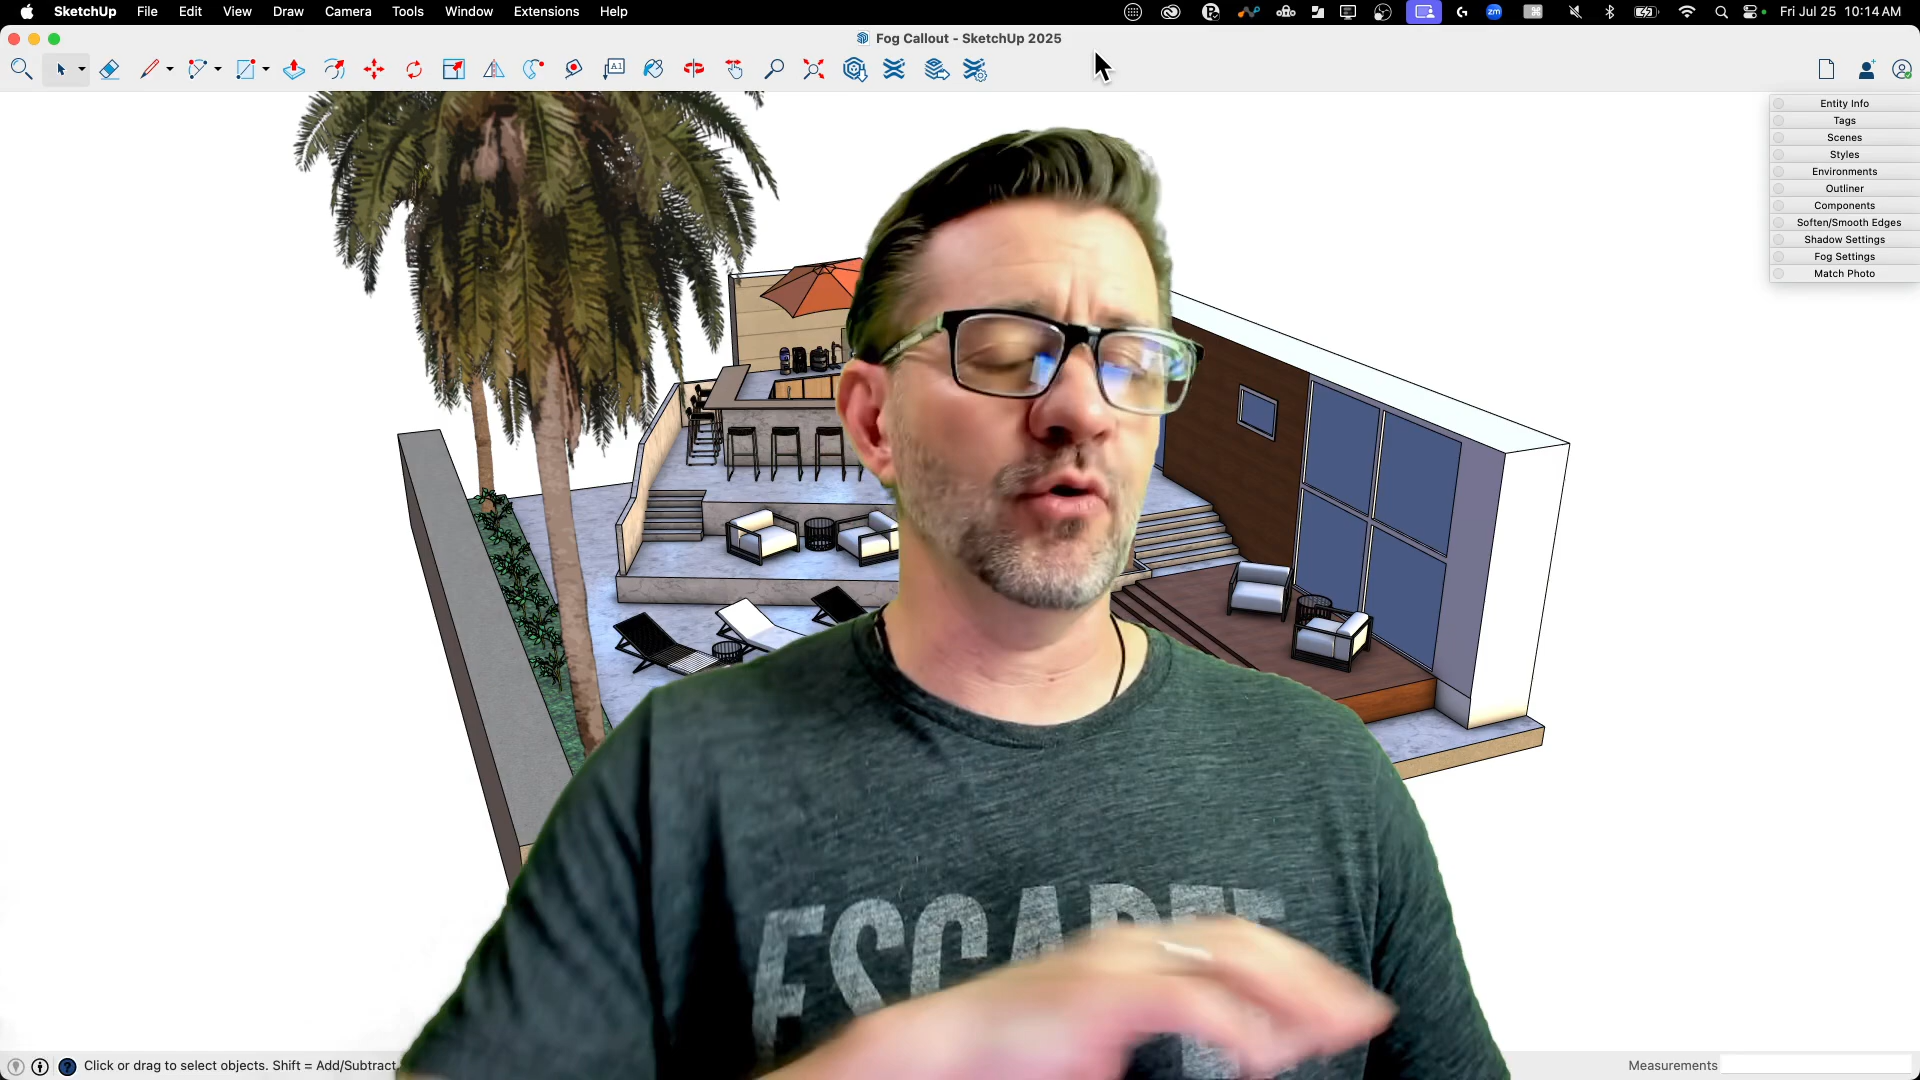 SketchUp File Edit View Draw Camera Tools Window Extensions Help
zm
Fri Jul 25 10:14 AM
Fog Callout - SketchUp 2025
A1
Entity Info
Tags
Scenes
Styles
Environments
Outliner
Components
Soften/Smooth Edges
Shadow Settings
Fog Settings
Match Photo
Click or drag to select objects. Shift = Add/Subtract.
Measurements